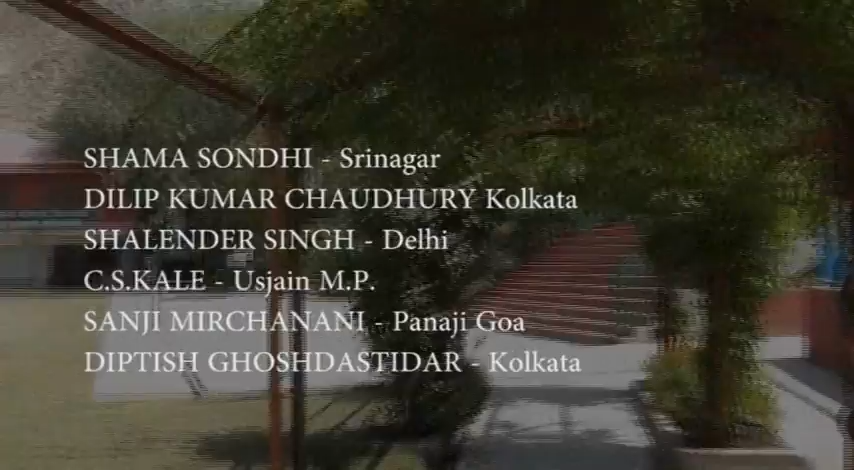 SHAMA SONDHI - Srinagar
DILIP KUMAR CHAUDHURY Kolkata
SHALENDER SINGH - Delhi
C.S.KALE - Usjain M.P.
SANJI MIRCHANANI - Panaji Goa
DIPTISH GHOSHDASTIDAR - Kolkata